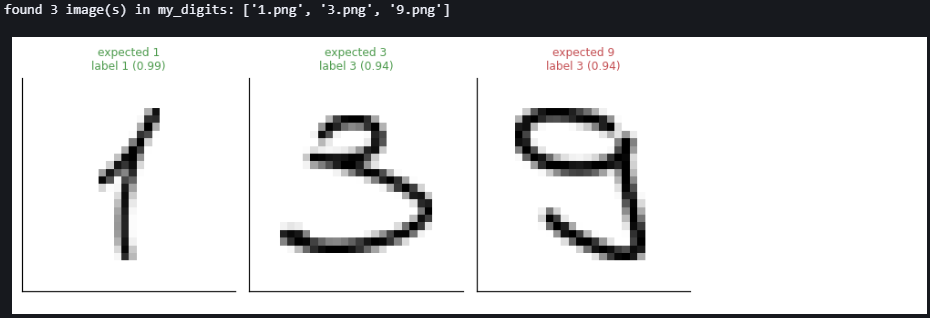 found 3 image(s) in my_digits: ['1.png', '3.png', '9.png']
expected 1
label 1 (0.99)
expected 3
label 3 (0.94)
expected 9
label 3 (0.94)
1 3 9